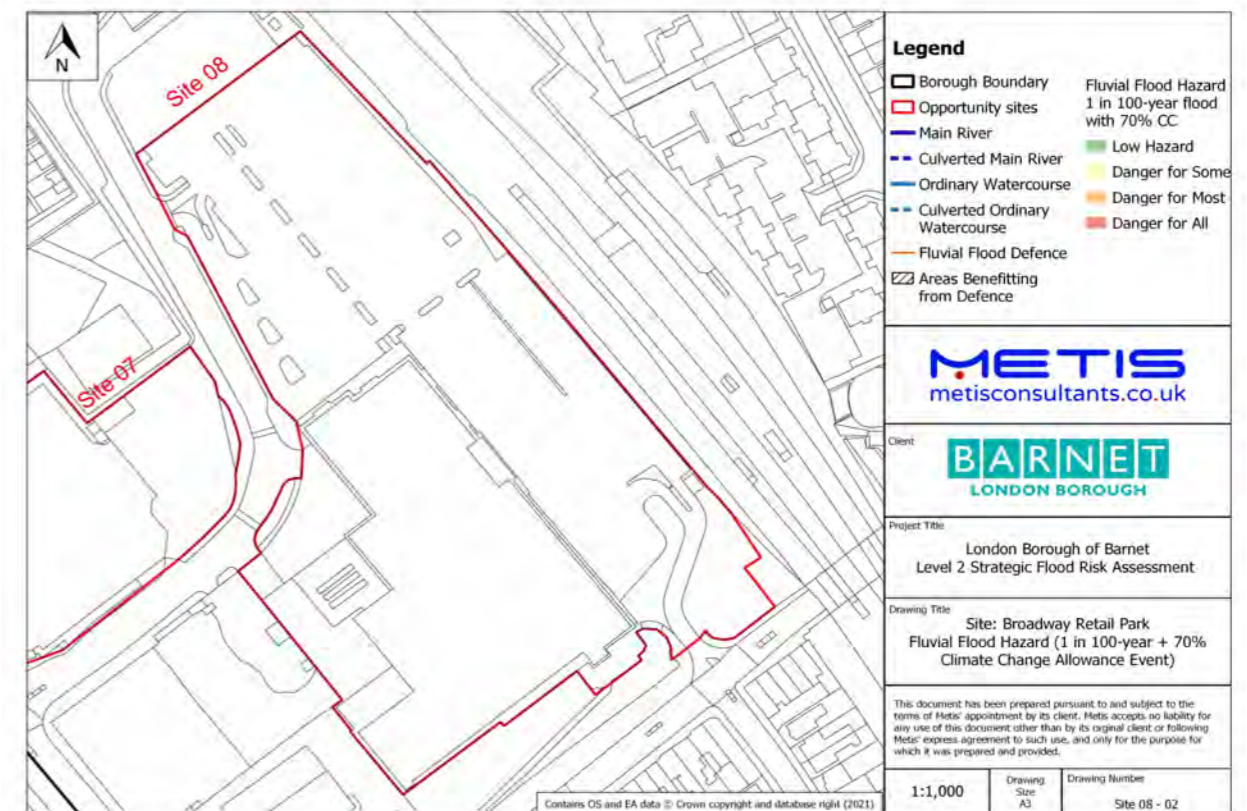 N
Site 08
Site 07
Contains OS and EA data © Crown copyright and database right (2021)
Legend
Borough Boundary
Opportunity sites
Main River
Culverted Main River
Ordinary Watercourse
Culverted Ordinary
Watercourse
Fluvial Flood Defence
Areas Benefitting
from Defence
Fluvial Flood Hazard
1 in 100-year flood
with 70% CC
Low Hazard
Danger for Some
Danger for Most
Danger for All
METIS
metisconsultants.co.uk
Client
BARNET
LONDON BOROUGH
Project Title
London Borough of Barnet
Level 2 Strategic Flood Risk Assessment
Drawing Title
Site: Broadway Retail Park
Fluvial Flood Hazard (1 in 100-year + 70%
Climate Change Allowance Event)
This document has been prepared pursuant to and subject to the
terms of Metis' appointment by its client. Metis accepts no liability for
any use of this document other than by its orginal client or following
Metis' express agreement to such use, and only for the purpose for
which it was prepared and provided.
1:1,000
Drawing
Size
A3
Drawing Number
Site 08 - 02